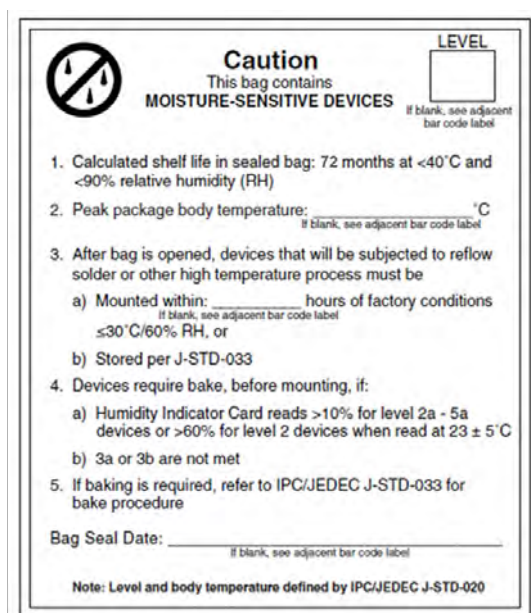 LEVEL
Caution
This bag contains
MOISTURE-SENSITIVE DEVICES
If blank, see adjacent
bar code label
1. Calculated shelf life in sealed bag: 72 months at <40˚C and
<90% relative humidity (RH)
2. Peak package body temperature: ____________________˚C
If blank, see adjacent bar code label
3. After bag is opened, devices that will be subjected to reflow
solder or other high temperature process must be
a) Mounted within: __________ hours of factory conditions
If blank, see adjacent bar code label
≤30˚C/60% RH, or
b) Stored per J-STD-033
4. Devices require bake, before mounting, if:
a) Humidity Indicator Card reads >10% for level 2a - 5a
devices or >60% for level 2 devices when read at 23 ± 5˚C
b) 3a or 3b are not met
5. If baking is required, refer to IPC/JEDEC J-STD-033 for
bake procedure
Bag Seal Date: ____________________
If blank, see adjacent bar code label
Note: Level and body temperature defined by IPC/JEDEC J-STD-020